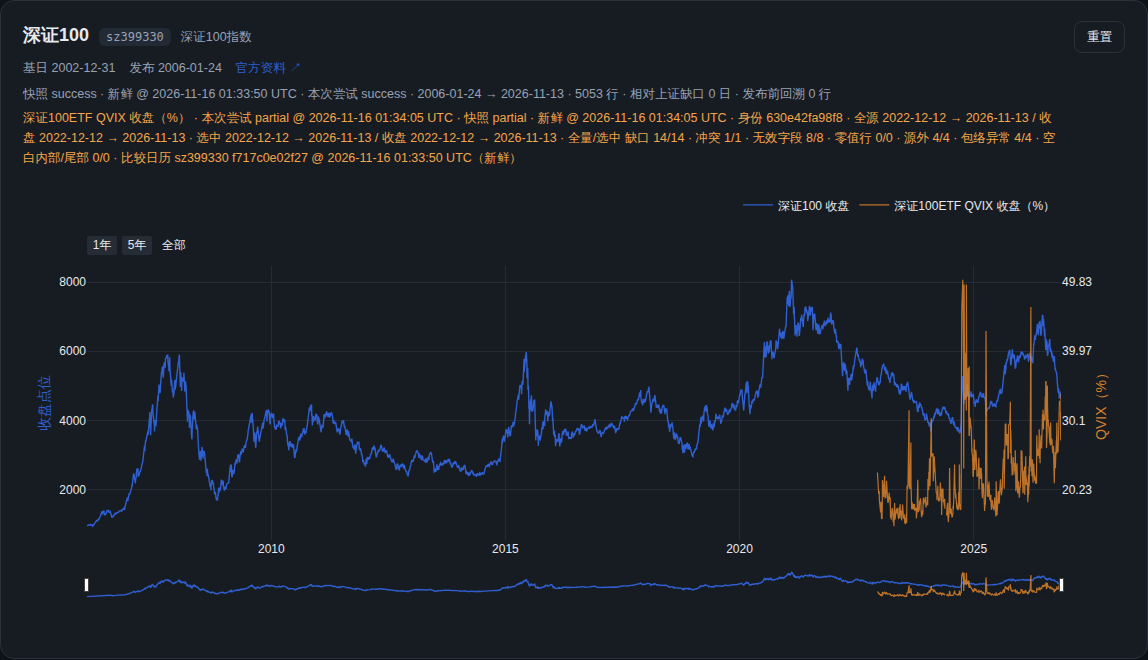 深证100 sz399330 深证100指数 重置
基日 2002-12-31 发布 2006-01-24 官方资料 ↗
快照 success · 新鲜 @ 2026-11-16 01:33:50 UTC · 本次尝试 success · 2006-01-24 → 2026-11-13 · 5053 行 · 相对上证缺口 0 日 · 发布前回溯 0 行
深证100ETF QVIX 收盘（%） · 本次尝试 partial @ 2026-11-16 01:34:05 UTC · 快照 partial · 新鲜 @ 2026-11-16 01:34:05 UTC · 身份 630e42fa98f8 · 全源 2022-12-12 → 2026-11-13 / 收
盘 2022-12-12 → 2026-11-13 · 选中 2022-12-12 → 2026-11-13 / 收盘 2022-12-12 → 2026-11-13 · 全量/选中 缺口 14/14 · 冲突 1/1 · 无效字段 8/8 · 零值行 0/0 · 源外 4/4 · 包络异常 4/4 · 空
白内部/尾部 0/0 · 比较日历 sz399330 f717c0e02f27 @ 2026-11-16 01:33:50 UTC（新鲜）
深证100 收盘 深证100ETF QVIX 收盘（%）
1年 5年 全部
8000 49.83
6000 39.97
4000 30.1
2000 20.23
收盘点位
QVIX（%）
2010 2015 2020 2025